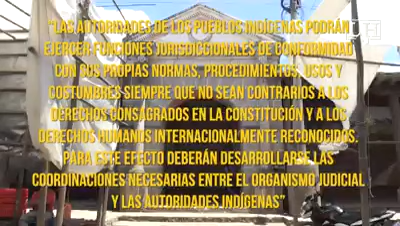 “LAS AUTORIDADES DE LOS PUEBLOS INDÍGENAS PODRÁN
EJERCER FUNCIONES JURISDICCIONALES DE CONFORMIDAD
CON SUS PROPIAS NORMAS, PROCEDIMIENTOS, USOS Y
COSTUMBRES SIEMPRE QUE NO SEAN CONTRARIOS A LOS
DERECHOS CONSAGRADOS EN LA CONSTITUCIÓN Y A LOS
DERECHOS HUMANOS INTERNACIONALMENTE RECONOCIDOS.
PARA ESTE EFECTO DEBERÁN DESARROLLARSE LAS
COORDINACIONES NECESARIAS ENTRE EL ORGANISMO JUDICIAL
Y LAS AUTORIDADES INDÍGENAS”